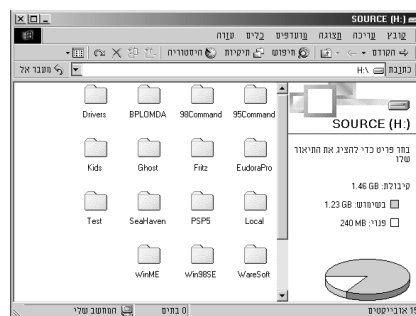 SOURCE (H:)
קובץ עריכה תצוגה מועדפים כלים עזרה
הקודם חיפוש תיקיות היסטוריה
כתובת H:\ מעבר אל
SOURCE (H:)
בחר פריט כדי להציג את התיאור
שלו
קיבולת: 1.46 GB
בשימוש: 1.23 GB
פנוי: 240 MB
95Command 98Command BPLOMDA Drivers
EudoraPro Fritz Ghost Kids
Local PSP5 SeaHaven Test
WareSoft Win98SE WinME
15 אובייקטים 0 בתים המחשב שלי